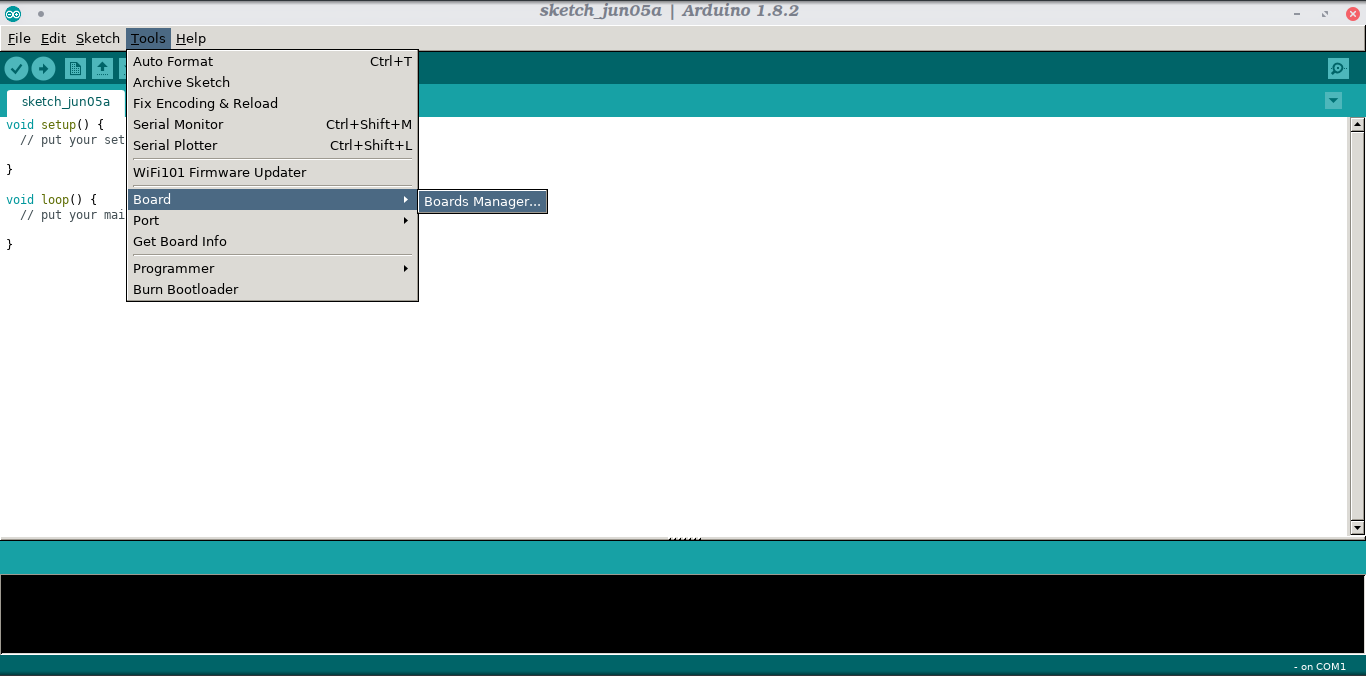 sketch_jun05a | Arduino 1.8.2
File Edit Sketch Tools Help
Auto Format Ctrl+T
Archive Sketch
Fix Encoding & Reload
Serial Monitor Ctrl+Shift+M
Serial Plotter Ctrl+Shift+L
WiFi101 Firmware Updater
Board Boards Manager...
Port
Get Board Info
Programmer
Burn Bootloader
sketch_jun05a
void setup() {
// put your set
}
void loop() {
// put your mai
}
- on COM1